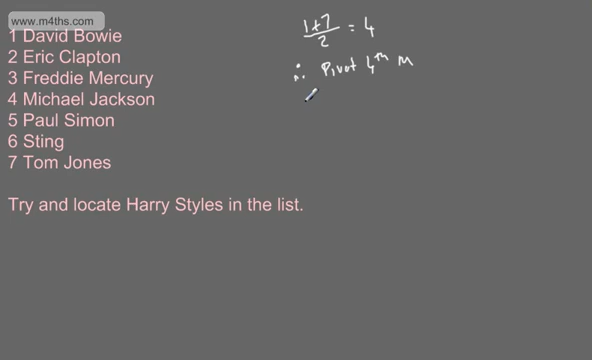 www.m4ths.com
1 David Bowie
2 Eric Clapton
3 Freddie Mercury
4 Michael Jackson
5 Paul Simon
6 Sting
7 Tom Jones
Try and locate Harry Styles in the list.
1+7
2
= 4
∴ Pivot 4th M